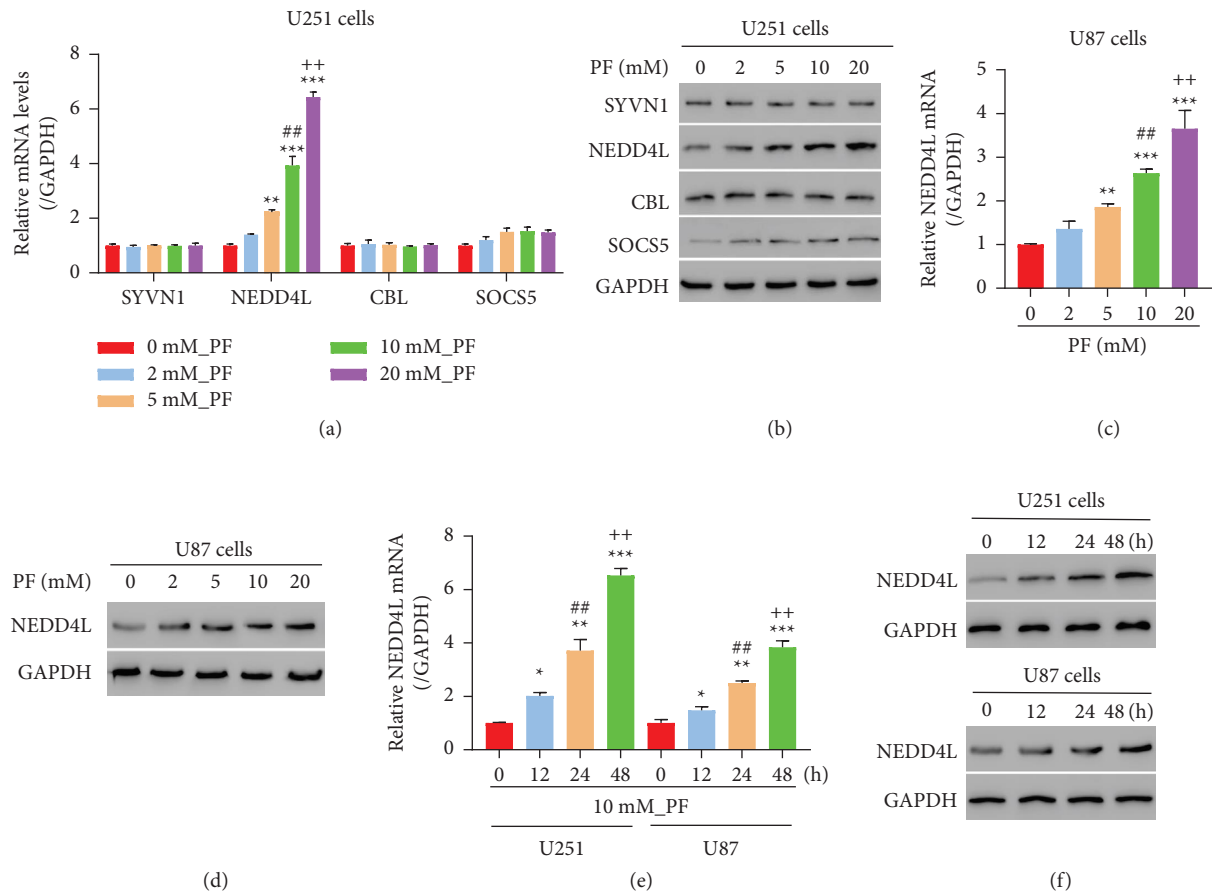 U251 cells
Relative mRNA levels
(/GAPDH)
8
6
4
2
0
**
##
***
++
***
SYVN1 NEDD4L CBL SOCS5
0 mM_PF
2 mM_PF
5 mM_PF
10 mM_PF
20 mM_PF
(a)
U251 cells
PF (mM) 0 2 5 10 20
SYVN1
NEDD4L
CBL
SOCS5
GAPDH
(b)
U87 cells
Relative NEDD4L mRNA
(/GAPDH)
5
4
3
2
1
0
**
##
***
++
***
0 2 5 10 20
PF (mM)
(c)
U87 cells
PF (mM) 0 2 5 10 20
NEDD4L
GAPDH
(d)
Relative NEDD4L mRNA
(/GAPDH)
8
6
4
2
0
*
##
**
++
***
*
##
**
++
***
0 12 24 48 0 12 24 48 (h)
10 mM_PF
U251 U87
(e)
U251 cells
0 12 24 48 (h)
NEDD4L
GAPDH
U87 cells
0 12 24 48 (h)
NEDD4L
GAPDH
(f)